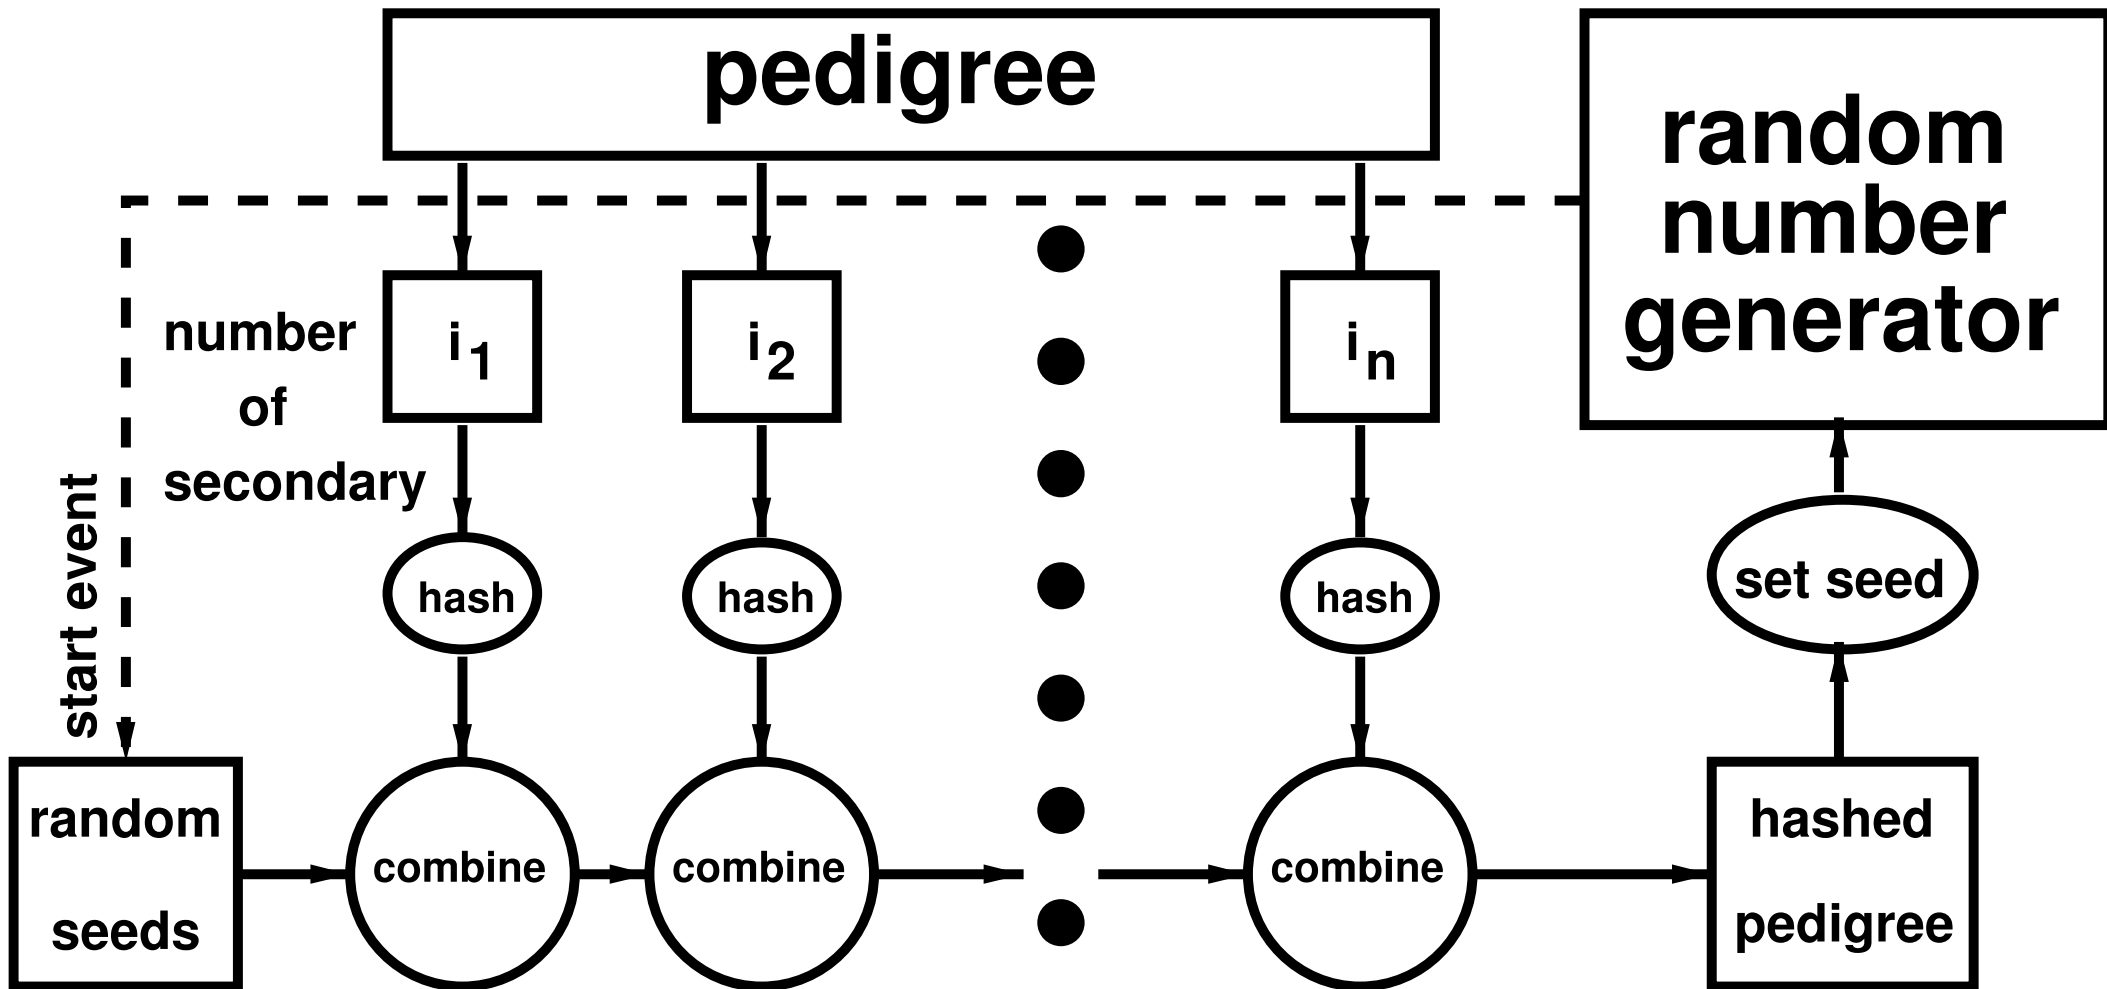 pedigree
random
number
generator
number
of
secondary
i1
i2
in
start event
hash
hash
hash
set seed
random
seeds
combine
combine
combine
hashed
pedigree